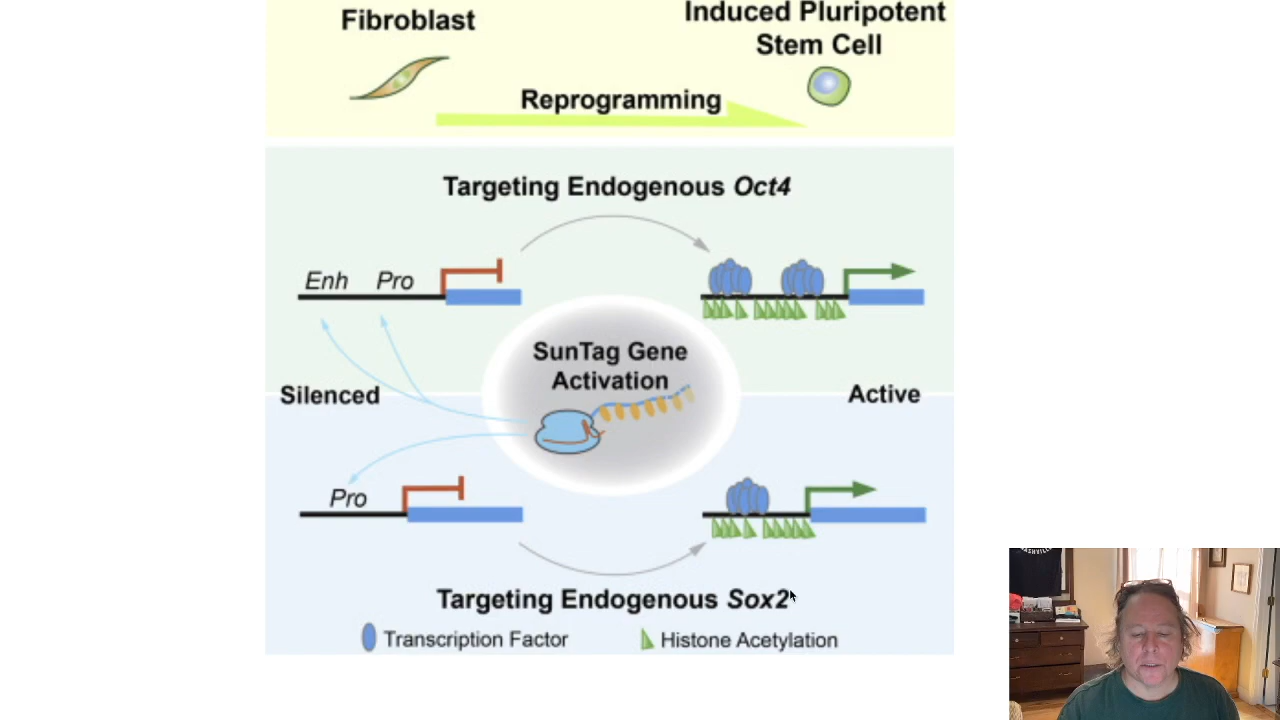 Fibroblast
Induced Pluripotent
Stem Cell
Reprogramming
Targeting Endogenous Oct4
Enh Pro
SunTag Gene
Activation
Silenced
Active
Pro
Targeting Endogenous Sox2
Transcription Factor
Histone Acetylation
NASHVILLE